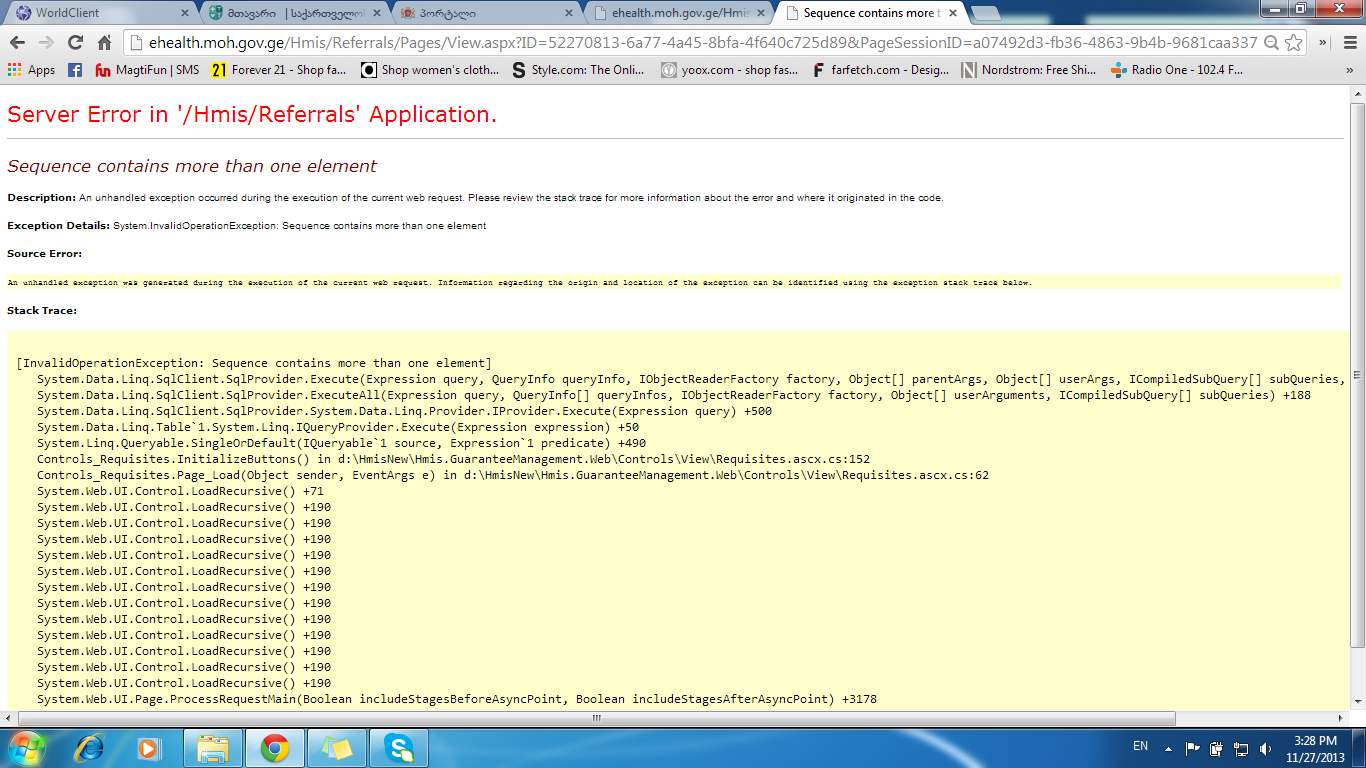 WorldClient
მთავარი | საქართველო
პორტალი
ehealth.moh.gov.ge/Hmis
Sequence contains more t
ehealth.moh.gov.ge/Hmis/Referrals/Pages/View.aspx?ID=52270813-6a77-4a45-8bfa-4f640c725d89&PageSessionID=a07492d3-fb36-4863-9b4b-9681caa337
Apps
MagtiFun | SMS
21 Forever 21 - Shop fa...
Shop women's cloth...
S Style.com: The Onli...
yoox.com - shop fas...
F farfetch.com - Desig...
N Nordstrom: Free Shi...
Radio One - 102.4 F...
Server Error in '/Hmis/Referrals' Application.
Sequence contains more than one element
Description: An unhandled exception occurred during the execution of the current web request. Please review the stack trace for more information about the error and where it originated in the code.
Exception Details: System.InvalidOperationException: Sequence contains more than one element
Source Error:
An unhandled exception was generated during the execution of the current web request. Information regarding the origin and location of the exception can be identified using the exception stack trace below.
Stack Trace:
[InvalidOperationException: Sequence contains more than one element]
System.Data.Linq.SqlClient.SqlProvider.Execute(Expression query, QueryInfo queryInfo, IObjectReaderFactory factory, Object[] parentArgs, Object[] userArgs, ICompiledSubQuery[] subQueries,
System.Data.Linq.SqlClient.SqlProvider.ExecuteAll(Expression query, QueryInfo[] queryInfos, IObjectReaderFactory factory, Object[] userArguments, ICompiledSubQuery[] subQueries) +188
System.Data.Linq.SqlClient.SqlProvider.System.Data.Linq.Provider.IProvider.Execute(Expression query) +500
System.Data.Linq.Table`1.System.Linq.IQueryProvider.Execute(Expression expression) +50
System.Linq.Queryable.SingleOrDefault(IQueryable`1 source, Expression`1 predicate) +490
Controls_Requisites.InitializeButtons() in d:\HmisNew\Hmis.GuaranteeManagement.Web\Controls\View\Requisites.ascx.cs:152
Controls_Requisites.Page_Load(Object sender, EventArgs e) in d:\HmisNew\Hmis.GuaranteeManagement.Web\Controls\View\Requisites.ascx.cs:62
System.Web.UI.Control.LoadRecursive() +71
System.Web.UI.Control.LoadRecursive() +190
System.Web.UI.Control.LoadRecursive() +190
System.Web.UI.Control.LoadRecursive() +190
System.Web.UI.Control.LoadRecursive() +190
System.Web.UI.Control.LoadRecursive() +190
System.Web.UI.Control.LoadRecursive() +190
System.Web.UI.Control.LoadRecursive() +190
System.Web.UI.Control.LoadRecursive() +190
System.Web.UI.Control.LoadRecursive() +190
System.Web.UI.Control.LoadRecursive() +190
System.Web.UI.Control.LoadRecursive() +190
System.Web.UI.Control.LoadRecursive() +190
System.Web.UI.Page.ProcessRequestMain(Boolean includeStagesBeforeAsyncPoint, Boolean includeStagesAfterAsyncPoint) +3178
EN
3:28 PM
11/27/2013